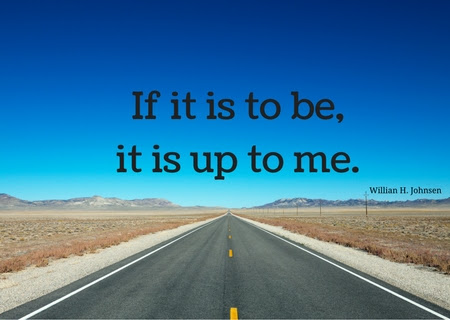 If it is to be,
it is up to me.
Willian H. Johnsen